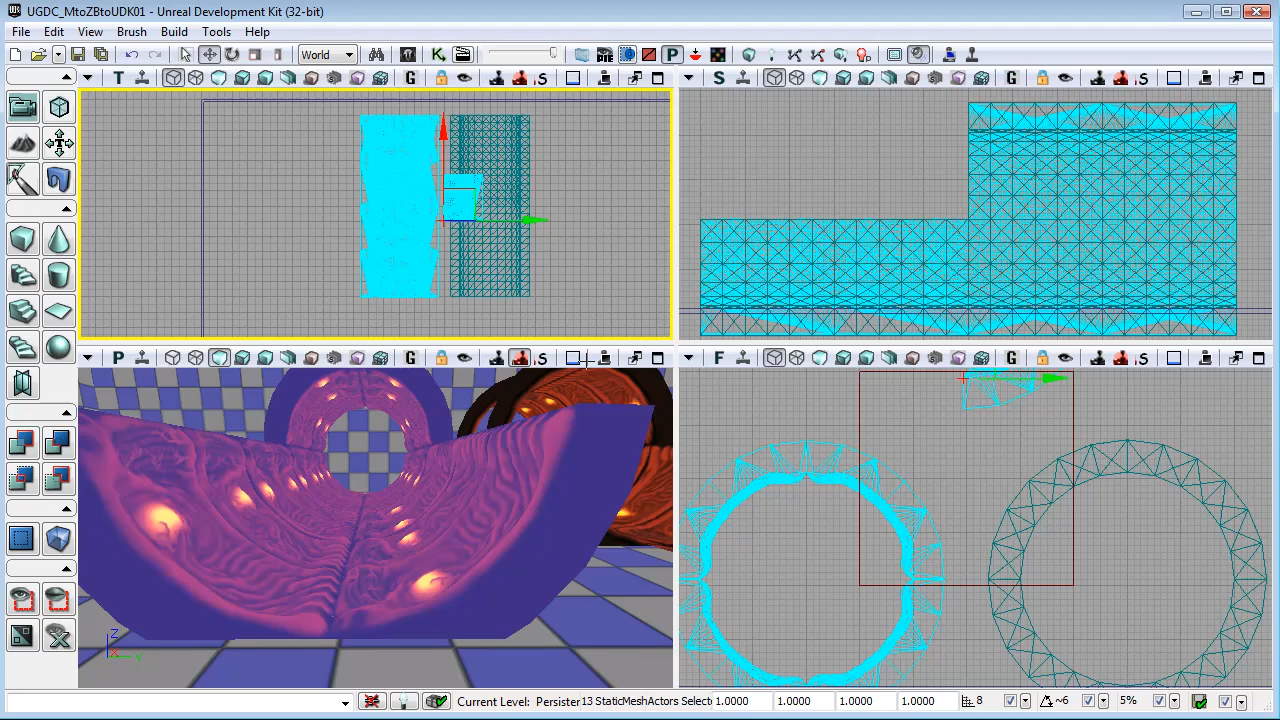 UGDC_MtoZBtoUDK01 - Unreal Development Kit (32-bit)
File Edit View Brush Build Tools Help
World
T G S
S G S
P G S
F G S
Z
X Y
Current Level: Persister 13 StaticMeshActors Select 1.0000 1.0000 1.0000 1.0000 8 5%